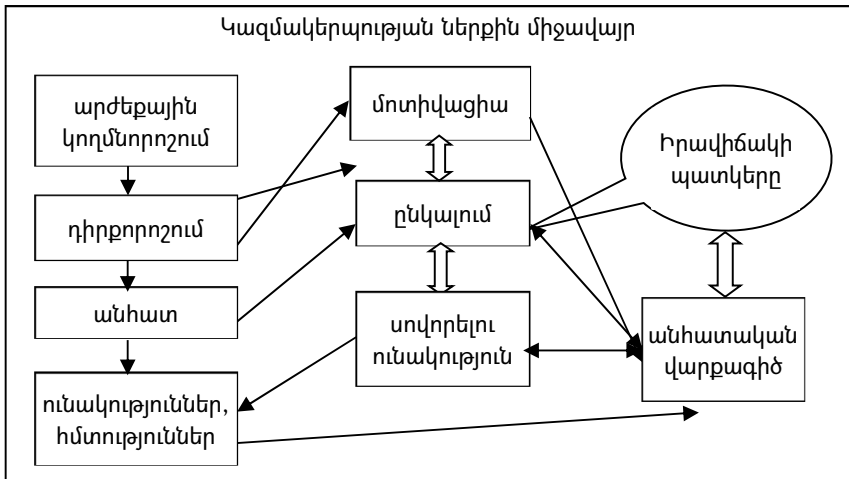 Կազմակերպության ներքին միջավայր
արժեքային
կողմնորոշում
դիրքորոշում
անհատ
ունակություններ,
հմտություններ
մոտիվացիա
ընկալում
սովորելու
ունակություն
Իրավիճակի
պատկերը
անհատական
վարքագիծ